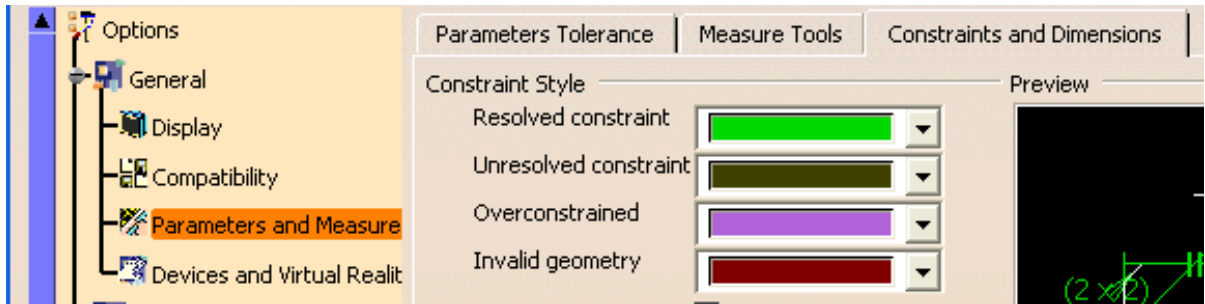 Options
General
Display
Compatibility
Parameters and Measure
Devices and Virtual Realit
Parameters Tolerance
Measure Tools
Constraints and Dimensions
Constraint Style
Resolved constraint
Unresolved constraint
Overconstrained
Invalid geometry
Preview
(2 x 2)